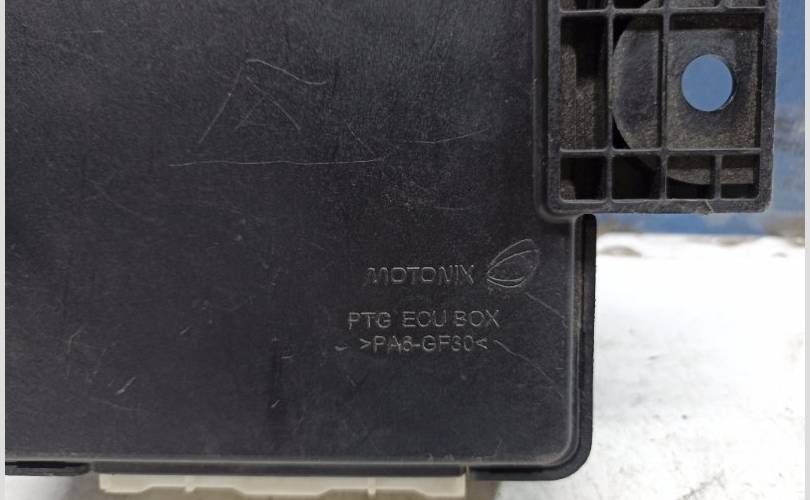 MOTONIX
PTG ECU BOX
>PA6-GF30<